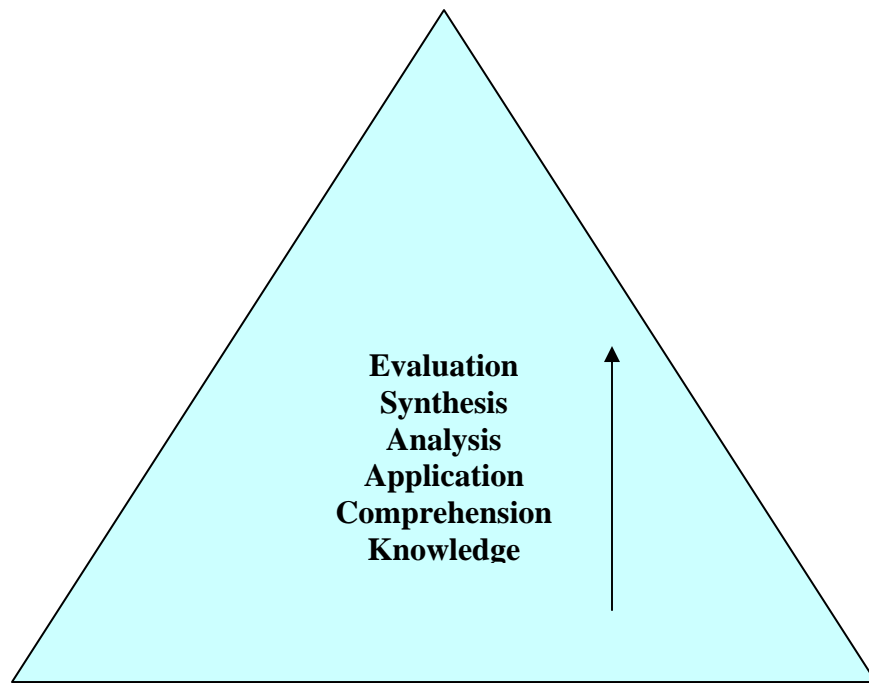 Evaluation
Synthesis
Analysis
Application
Comprehension
Knowledge